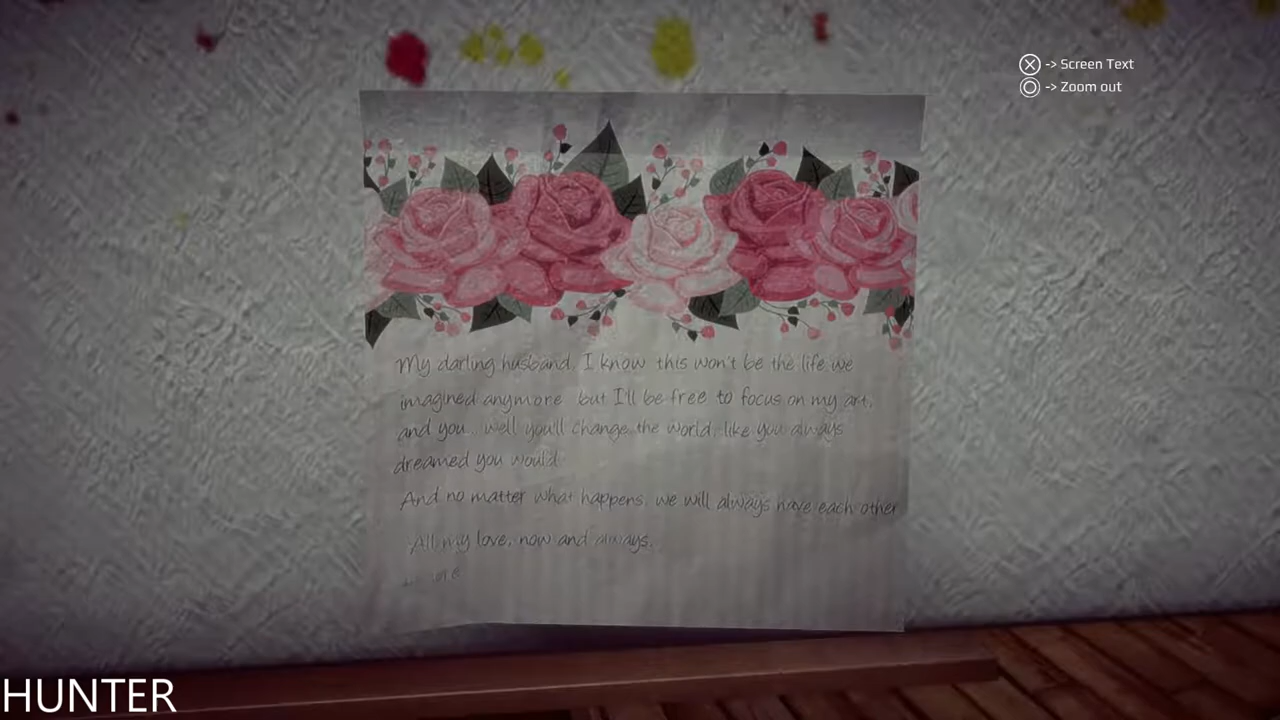 -> Screen Text
-> Zoom out
My darling husband, I know this won't be the life we
imagined anymore but I'll be free to focus on my art,
and you.. well you'll change the world, like you always
dreamed you would
And no matter what happens, we will always have each other
All my love, now and always,
HUNTER